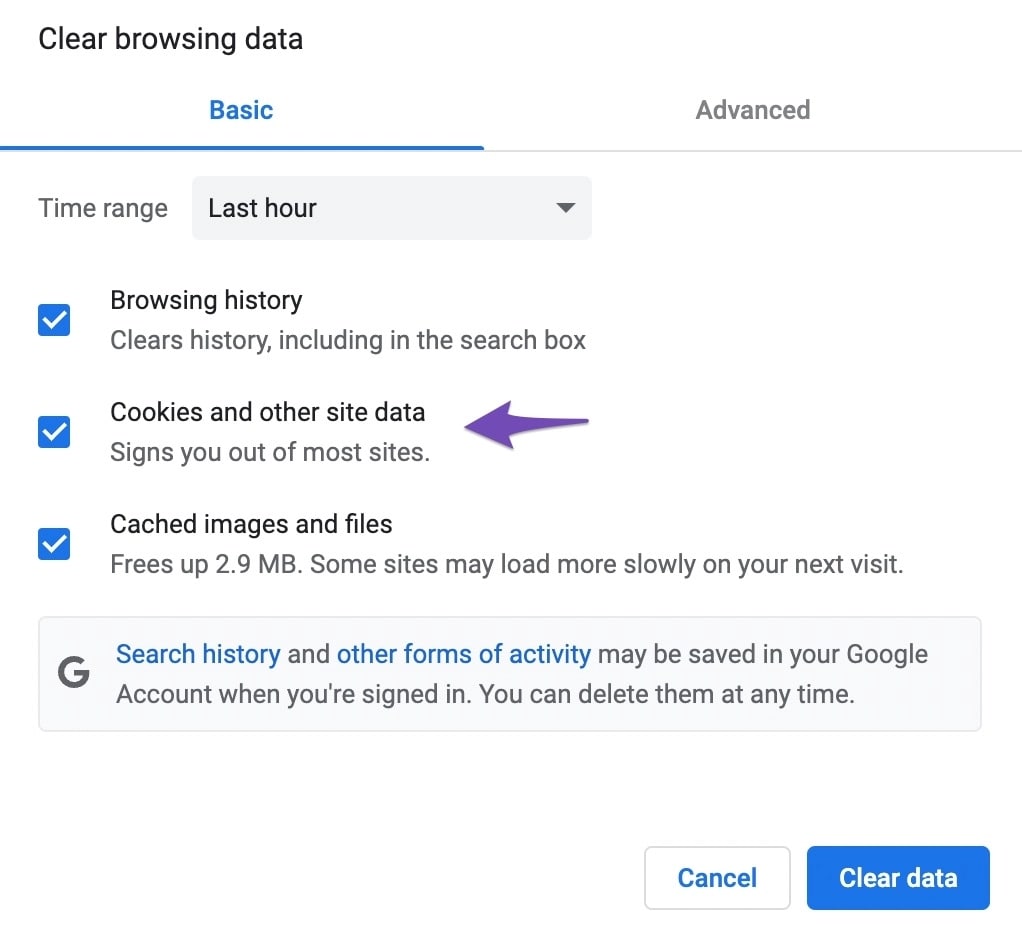 Clear browsing data
Basic
Advanced
Time range
Last hour
Browsing history
Clears history, including in the search box
Cookies and other site data
Signs you out of most sites.
Cached images and files
Frees up 2.9 MB. Some sites may load more slowly on your next visit.
G
Search history and other forms of activity may be saved in your Google
Account when you're signed in. You can delete them at any time.
Cancel
Clear data